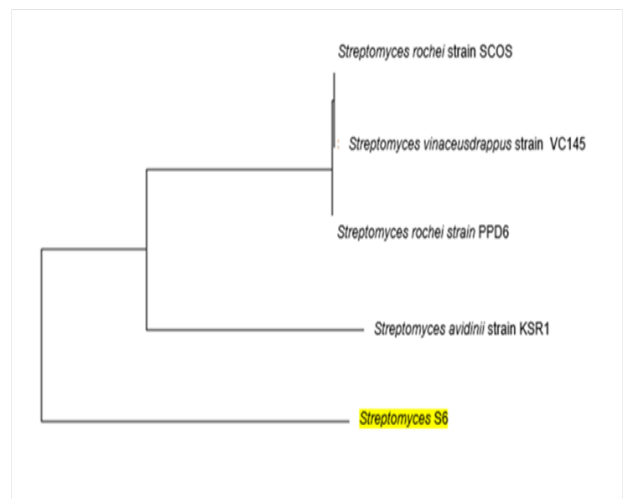 Streptomyces rochei strain SCOS
Streptomyces vinaceusdrappus strain VC145
Streptomyces rochei strain PPD6
Streptomyces avidinii strain KSR1
Streptomyces S6